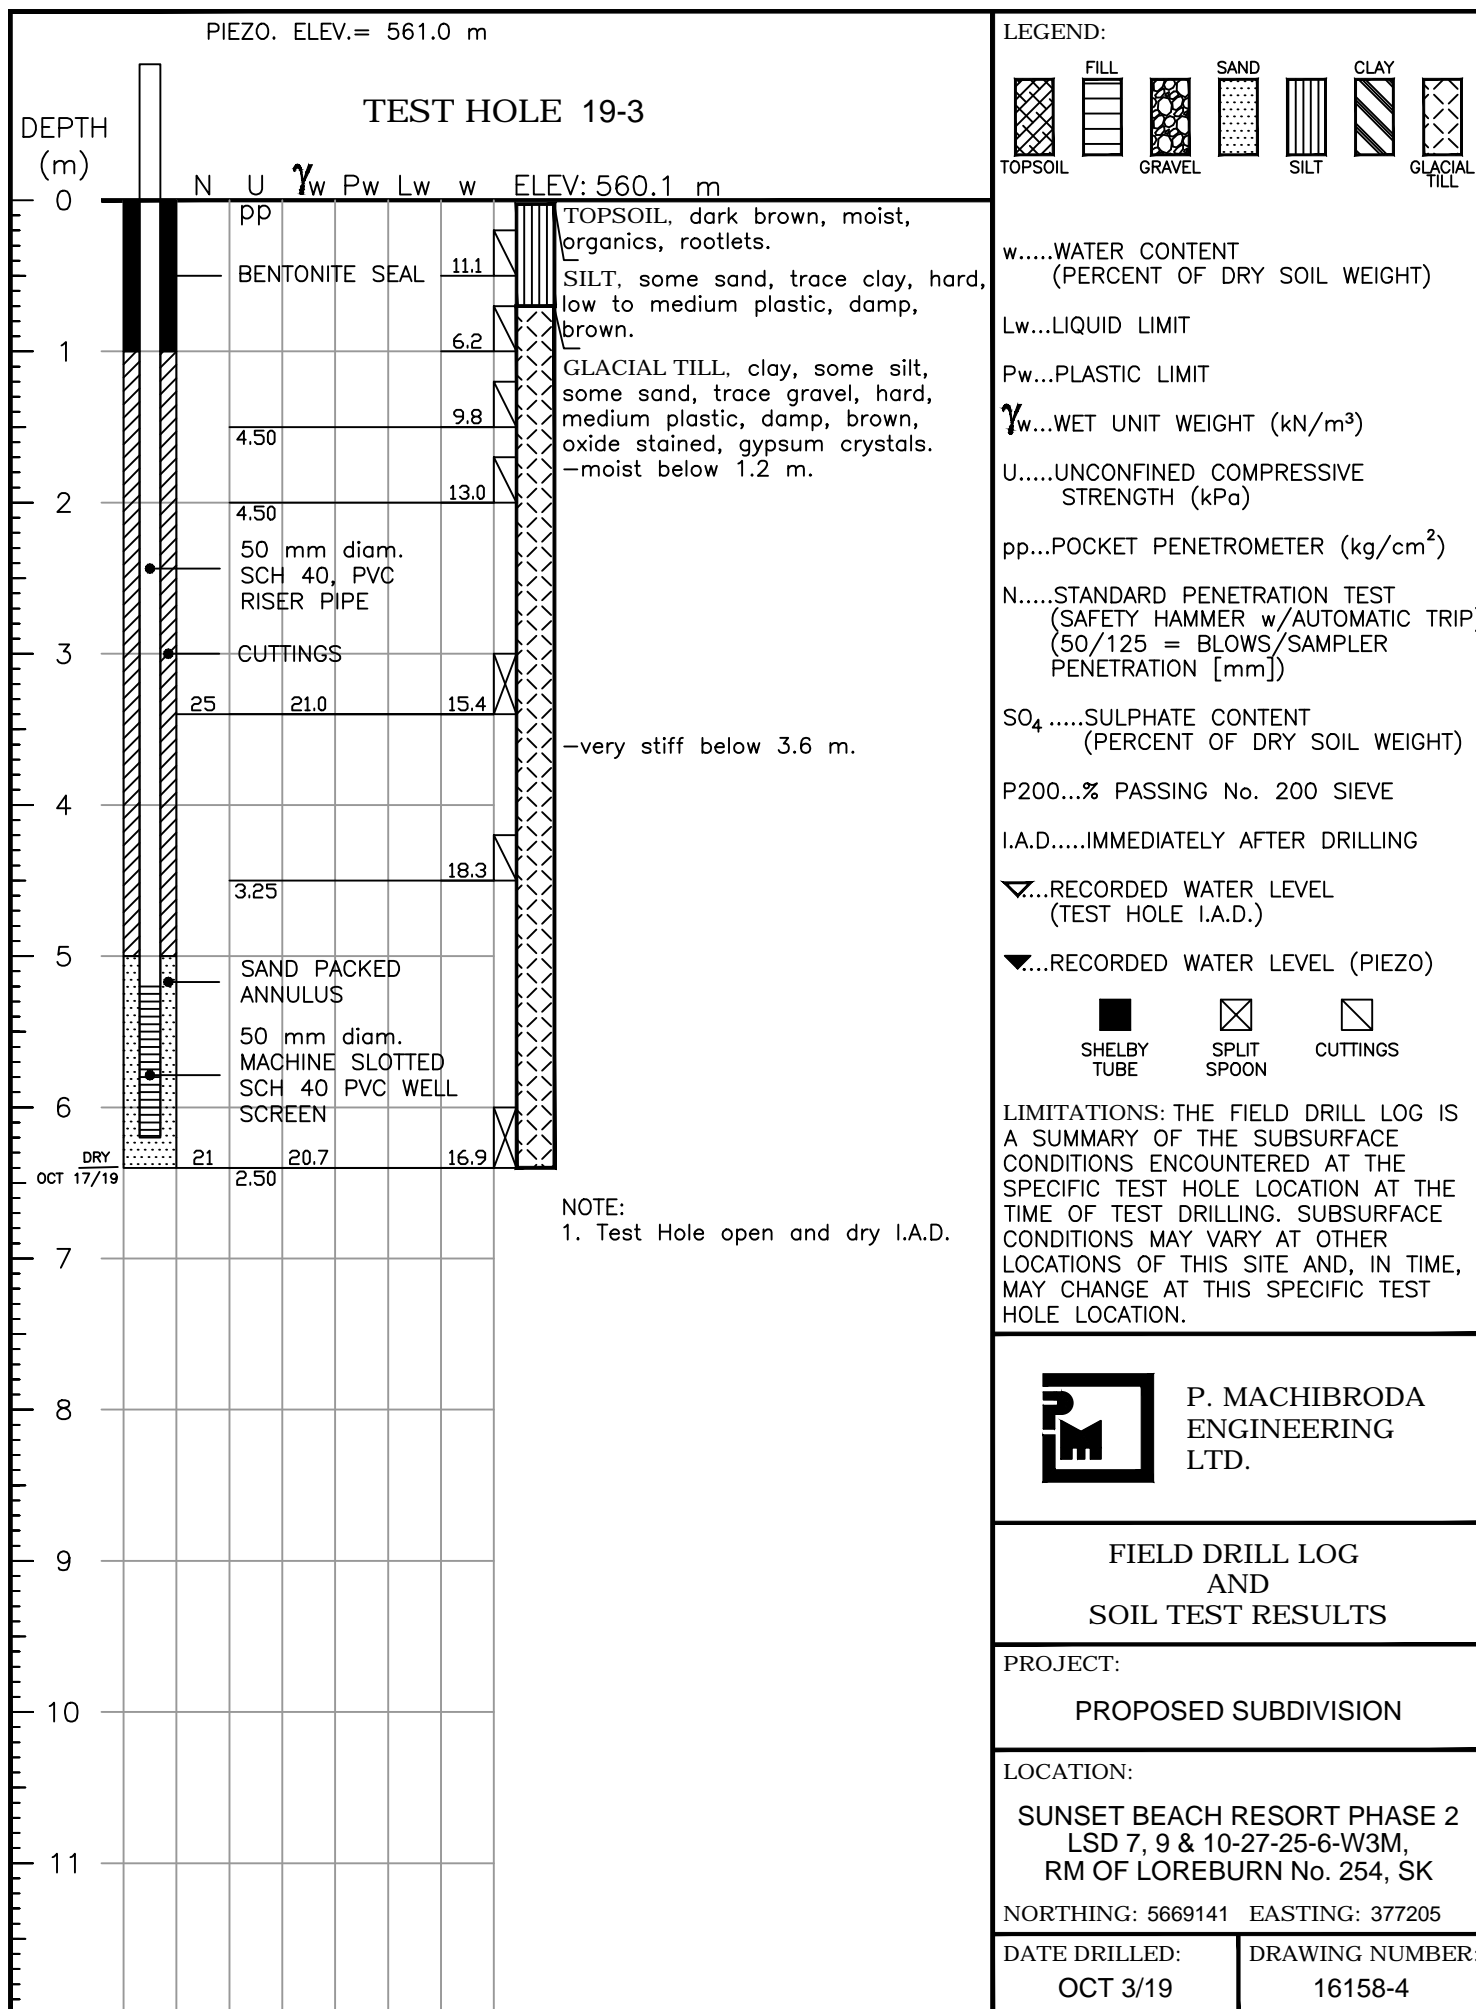 PIEZO. ELEV.= 561.0 m
TEST HOLE 19-3
DEPTH
(m)
N U γw Pw Lw w ELEV: 560.1 m
0
pp
TOPSOIL, dark brown, moist,
organics, rootlets.
BENTONITE SEAL 11.1
SILT, some sand, trace clay, hard,
low to medium plastic, damp,
brown.
6.2
1
GLACIAL TILL, clay, some silt,
some sand, trace gravel, hard,
medium plastic, damp, brown,
oxide stained, gypsum crystals.
−moist below 1.2 m.
9.8
4.50
13.0
2
4.50
50 mm diam.
SCH 40, PVC
RISER PIPE
3
CUTTINGS
25 21.0 15.4
−very stiff below 3.6 m.
4
18.3
3.25
5
SAND PACKED
ANNULUS
50 mm diam.
MACHINE SLOTTED
SCH 40 PVC WELL
SCREEN
6
DRY
OCT 17/19
21 20.7 16.9
2.50
NOTE:
1. Test Hole open and dry I.A.D.
7
8
9
10
11
LEGEND:
FILL SAND CLAY
TOPSOIL GRAVEL SILT GLACIAL
TILL
w.....WATER CONTENT
(PERCENT OF DRY SOIL WEIGHT)
Lw...LIQUID LIMIT
Pw...PLASTIC LIMIT
γw...WET UNIT WEIGHT (kN/m³)
U.....UNCONFINED COMPRESSIVE
STRENGTH (kPa)
pp...POCKET PENETROMETER (kg/cm²)
N.....STANDARD PENETRATION TEST
(SAFETY HAMMER w/AUTOMATIC TRIP)
(50/125 = BLOWS/SAMPLER
PENETRATION [mm])
SO₄ .....SULPHATE CONTENT
(PERCENT OF DRY SOIL WEIGHT)
P200...% PASSING No. 200 SIEVE
I.A.D.....IMMEDIATELY AFTER DRILLING
....RECORDED WATER LEVEL
(TEST HOLE I.A.D.)
....RECORDED WATER LEVEL (PIEZO)
SHELBY
TUBE
SPLIT
SPOON
CUTTINGS
LIMITATIONS: THE FIELD DRILL LOG IS
A SUMMARY OF THE SUBSURFACE
CONDITIONS ENCOUNTERED AT THE
SPECIFIC TEST HOLE LOCATION AT THE
TIME OF TEST DRILLING. SUBSURFACE
CONDITIONS MAY VARY AT OTHER
LOCATIONS OF THIS SITE AND, IN TIME,
MAY CHANGE AT THIS SPECIFIC TEST
HOLE LOCATION.
PM
E
P. MACHIBRODA
ENGINEERING
LTD.
FIELD DRILL LOG
AND
SOIL TEST RESULTS
PROJECT:
PROPOSED SUBDIVISION
LOCATION:
SUNSET BEACH RESORT PHASE 2
LSD 7, 9 & 10-27-25-6-W3M,
RM OF LOREBURN No. 254, SK
NORTHING: 5669141 EASTING: 377205
DATE DRILLED:
OCT 3/19
DRAWING NUMBER:
16158-4